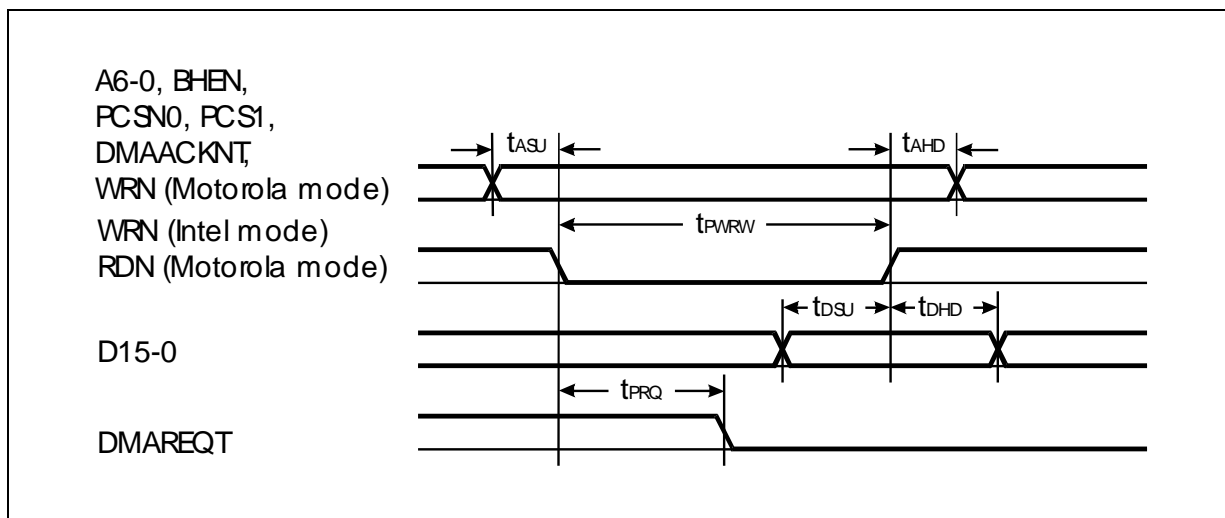 A6-0, BHEN,
PCSN0, PCS1,
DMAACKNT,
WRN (Motorola mode)
WRN (Intel mode)
RDN (Motorola mode)
D15-0
DMAREQT
tASU
tAHD
tPWRW
tDSU
tDHD
tPRQ